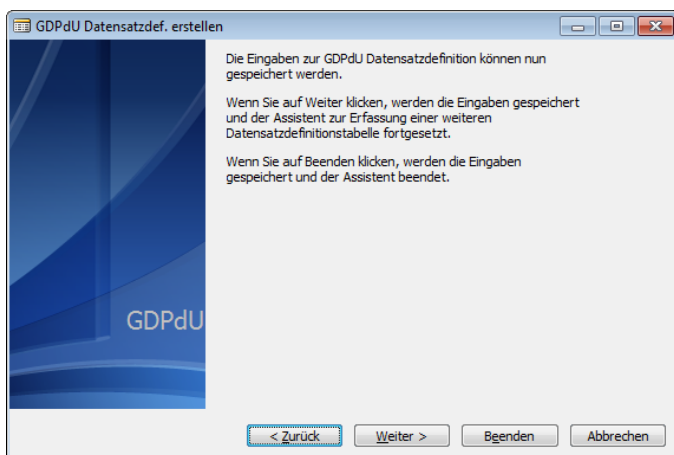 GDPdU Datensatzdef. erstellen
Die Eingaben zur GDPdU Datensatzdefinition können nun
gespeichert werden.
Wenn Sie auf Weiter klicken, werden die Eingaben gespeichert
und der Assistent zur Erfassung einer weiteren
Datensatzdefinitionstabelle fortgesetzt.
Wenn Sie auf Beenden klicken, werden die Eingaben
gespeichert und der Assistent beendet.
GDPdU
< Zurück Weiter > Beenden Abbrechen